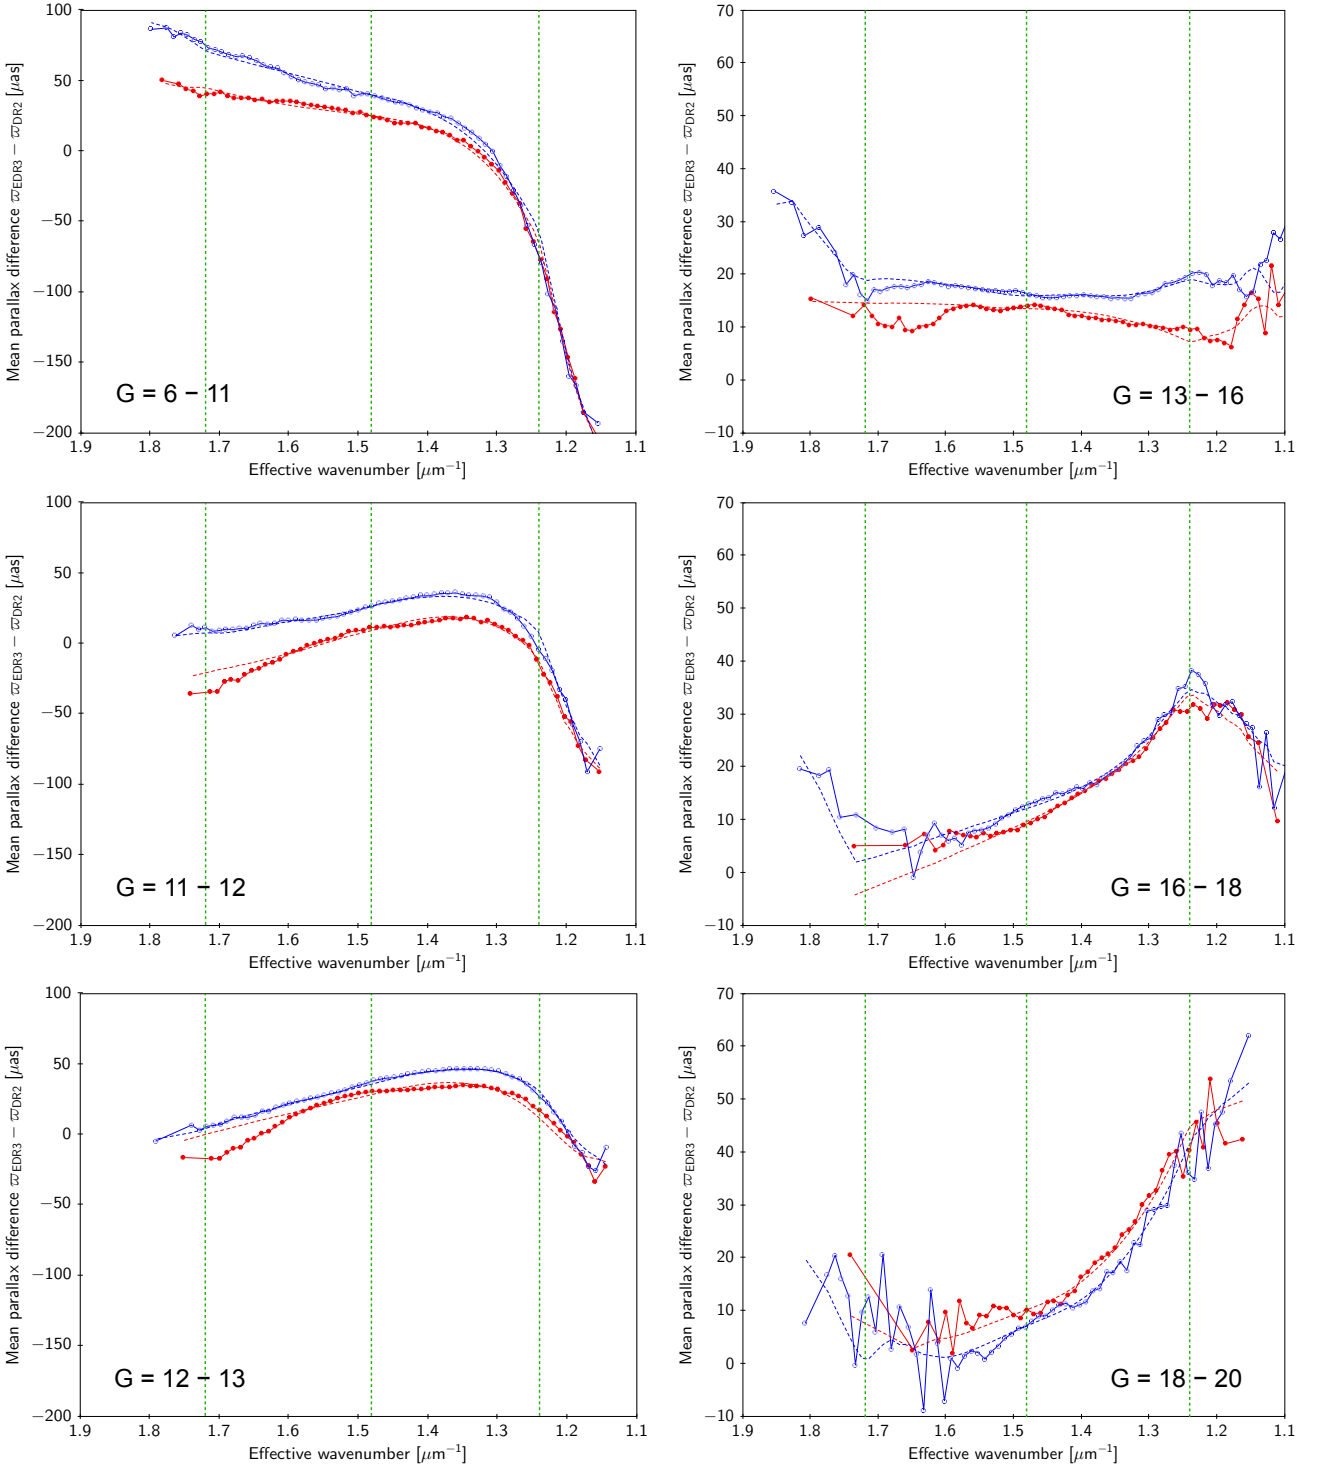 Mean parallax difference ϖEDR3 − ϖDR2 [μas]
100
50
0
−50
−100
−150
−200
G = 6 − 11
1.9 1.8 1.7 1.6 1.5 1.4 1.3 1.2 1.1
Effective wavenumber [μm−1]
Mean parallax difference ϖEDR3 − ϖDR2 [μas]
70
60
50
40
30
20
10
0
−10
G = 13 − 16
1.9 1.8 1.7 1.6 1.5 1.4 1.3 1.2 1.1
Effective wavenumber [μm−1]
Mean parallax difference ϖEDR3 − ϖDR2 [μas]
100
50
0
−50
−100
−150
−200
G = 11 − 12
1.9 1.8 1.7 1.6 1.5 1.4 1.3 1.2 1.1
Effective wavenumber [μm−1]
Mean parallax difference ϖEDR3 − ϖDR2 [μas]
70
60
50
40
30
20
10
0
−10
G = 16 − 18
1.9 1.8 1.7 1.6 1.5 1.4 1.3 1.2 1.1
Effective wavenumber [μm−1]
Mean parallax difference ϖEDR3 − ϖDR2 [μas]
100
50
0
−50
−100
−150
−200
G = 12 − 13
1.9 1.8 1.7 1.6 1.5 1.4 1.3 1.2 1.1
Effective wavenumber [μm−1]
Mean parallax difference ϖEDR3 − ϖDR2 [μas]
70
60
50
40
30
20
10
0
−10
G = 18 − 20
1.9 1.8 1.7 1.6 1.5 1.4 1.3 1.2 1.1
Effective wavenumber [μm−1]